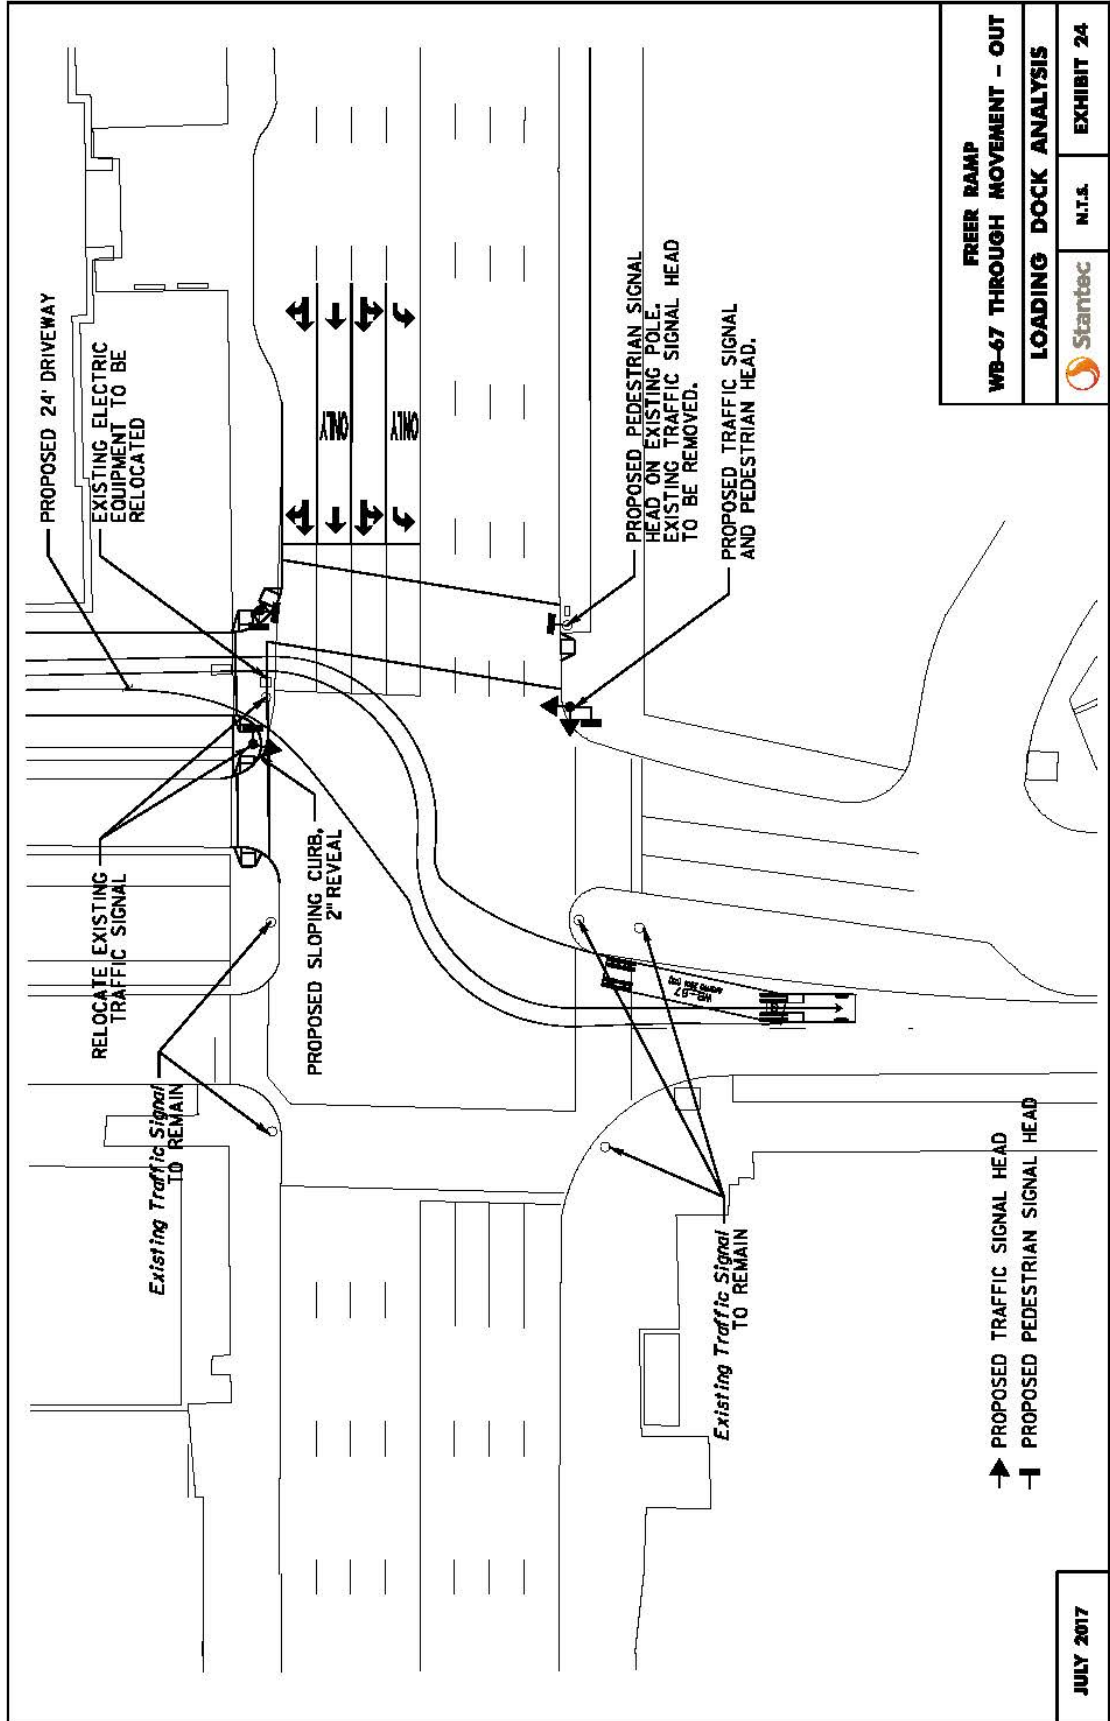 PROPOSED 24' DRIVEWAY
EXISTING ELECTRIC
EQUIPMENT TO BE
RELOCATED
RELOCATE EXISTING
TRAFFIC SIGNAL
Existing Traffic Signal
TO REMAIN
PROPOSED SLOPING CURB,
2" REVEAL
ONLY
ONLY
PROPOSED PEDESTRIAN SIGNAL
HEAD ON EXISTING POLE.
EXISTING TRAFFIC SIGNAL HEAD
TO BE REMOVED.
PROPOSED TRAFFIC SIGNAL
AND PEDESTRIAN HEAD.
WB-67
Existing Traffic Signal
TO REMAIN
PROPOSED TRAFFIC SIGNAL HEAD
PROPOSED PEDESTRIAN SIGNAL HEAD
JULY 2017
FREER RAMP
WB-67 THROUGH MOVEMENT - OUT
LOADING DOCK ANALYSIS
Stantec
N.T.S.
EXHIBIT 24